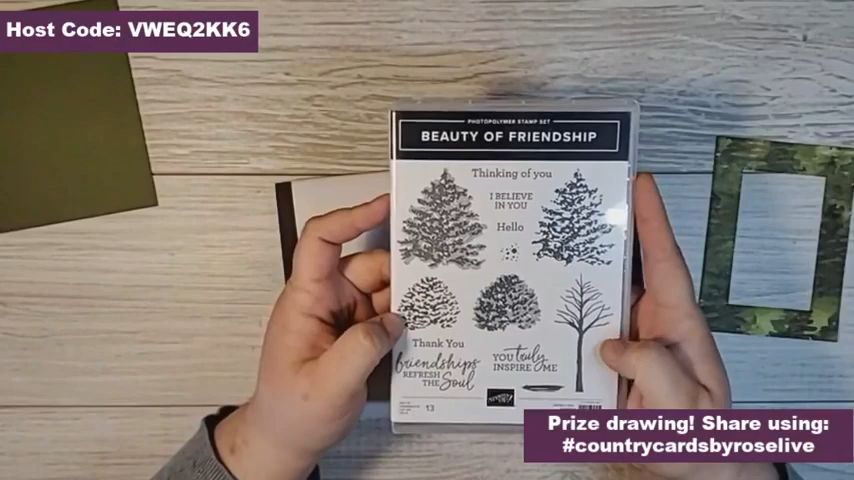 Host Code: VWEQ2KK6
PHOTOPOLYMER STAMP SET
BEAUTY OF FRIENDSHIP
Thinking of you
I BELIEVE
IN YOU
Hello
Thank You
friendships
REFRESH
THE Soul
YOU truly
INSPIRE ME
13
Prize drawing! Share using:
#countrycardsbyroselive